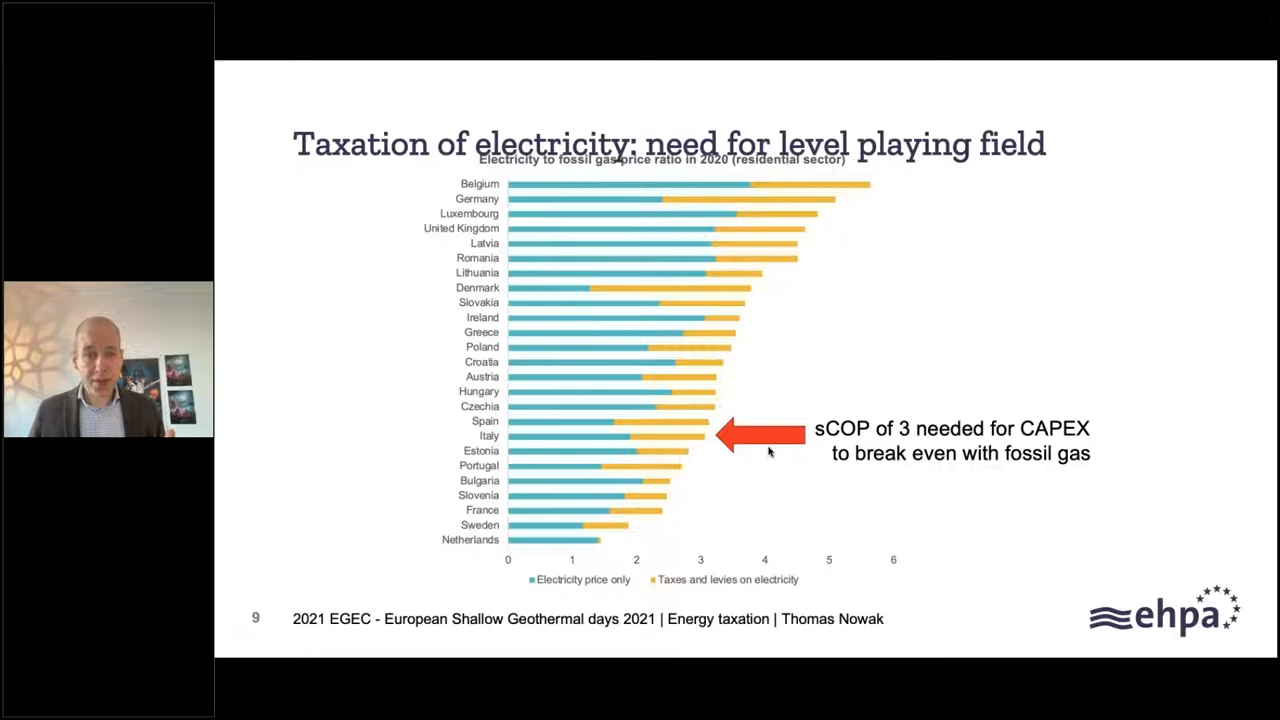 Taxation of electricity: need for level playing field
Electricity to fossil gas price ratio in 2020 (residential sector)
Belgium
Germany
Luxembourg
United Kingdom
Latvia
Romania
Lithuania
Denmark
Slovakia
Ireland
Greece
Poland
Croatia
Austria
Hungary
Czechia
Spain
Italy
Estonia
Portugal
Bulgaria
Slovenia
France
Sweden
Netherlands
sCOP of 3 needed for CAPEX
to break even with fossil gas
0 1 2 3 4 5 6
Electricity price only Taxes and levies on electricity
9 2021 EGEC - European Shallow Geothermal days 2021 | Energy taxation | Thomas Nowak
ehpa